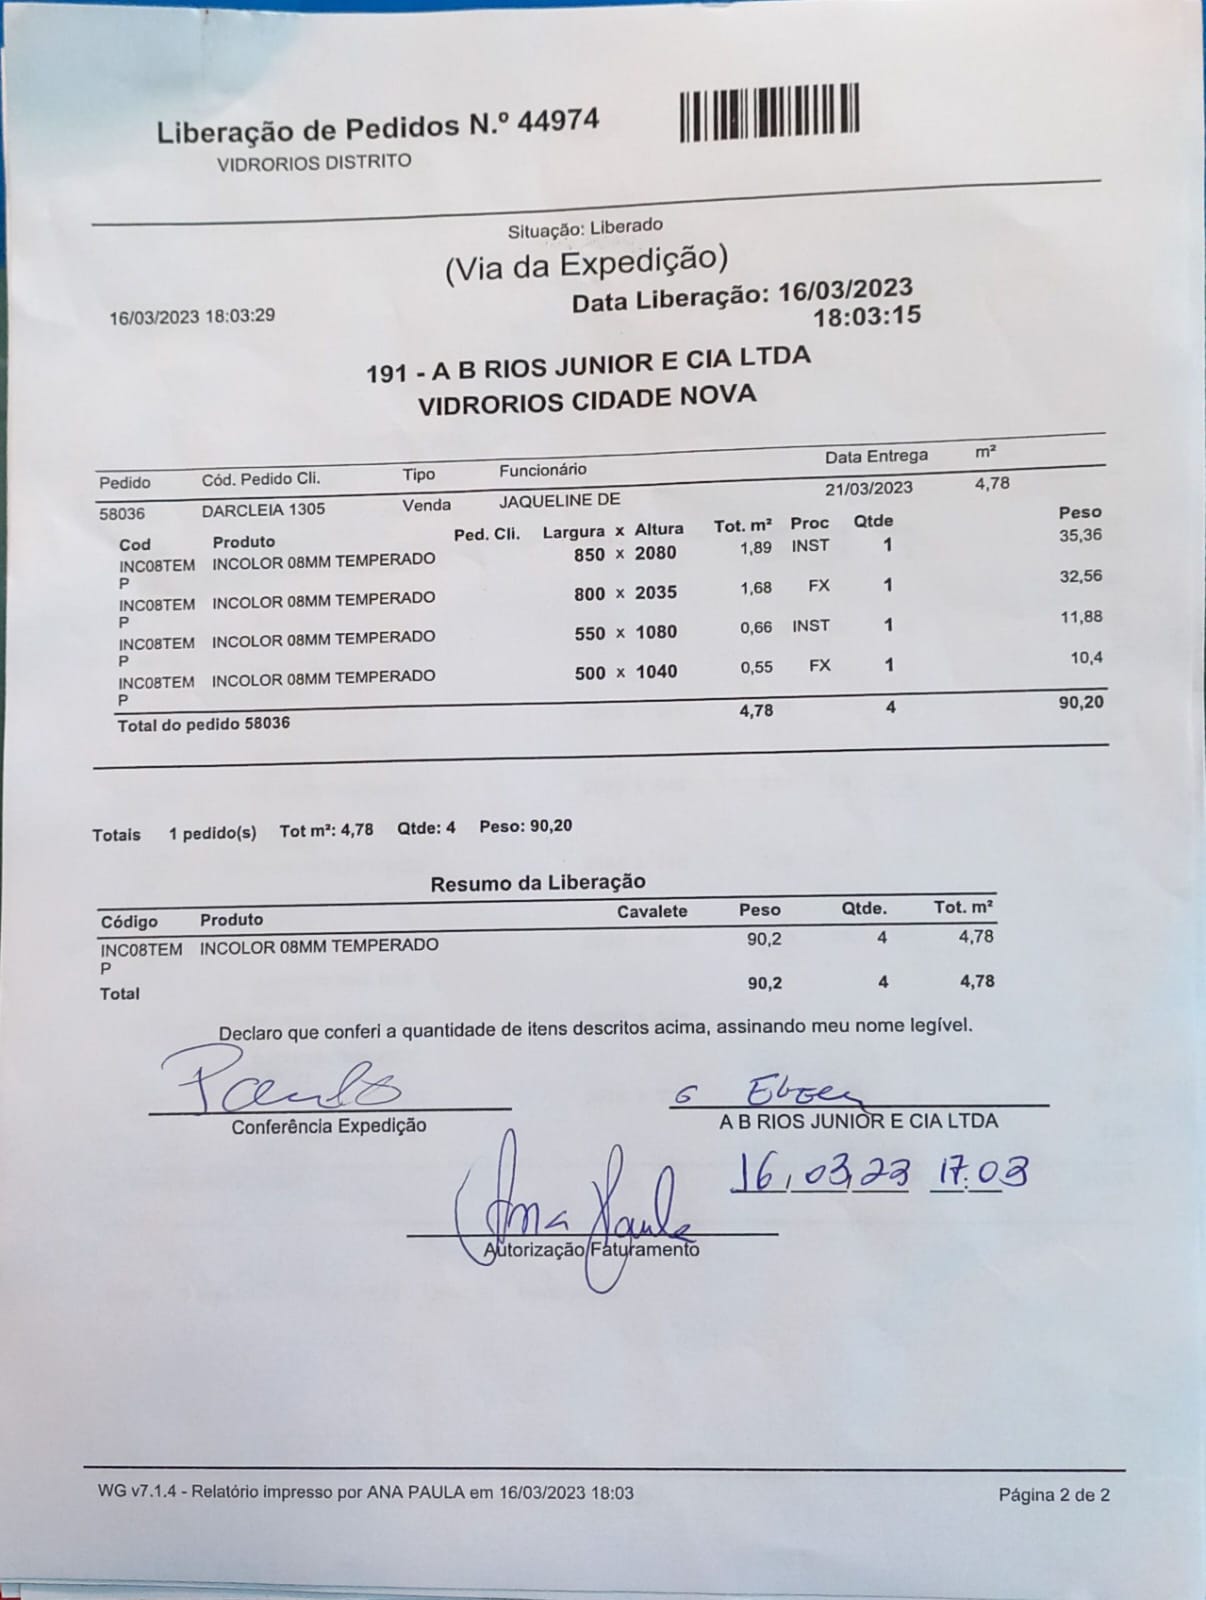 Liberação de Pedidos N.º 44974
VIDRORIOS DISTRITO
Situação: Liberado
(Via da Expedição)
16/03/2023 18:03:29
Data Liberação: 16/03/2023
18:03:15
191 - A B RIOS JUNIOR E CIA LTDA
VIDRORIOS CIDADE NOVA
Pedido Cód. Pedido Cli. Tipo Funcionário Data Entrega m²
58036 DARCLEIA 1305 Venda JAQUELINE DE 21/03/2023 4,78
Cod Produto Ped. Cli. Largura x Altura Tot. m² Proc Qtde Peso
INC08TEM INCOLOR 08MM TEMPERADO 850 x 2080 1,89 INST 1 35,36
P
INC08TEM INCOLOR 08MM TEMPERADO 800 x 2035 1,68 FX 1 32,56
P
INC08TEM INCOLOR 08MM TEMPERADO 550 x 1080 0,66 INST 1 11,88
P
INC08TEM INCOLOR 08MM TEMPERADO 500 x 1040 0,55 FX 1 10,4
P
Total do pedido 58036 4,78 4 90,20
Totais 1 pedido(s) Tot m²: 4,78 Qtde: 4 Peso: 90,20
Resumo da Liberação
Código Produto Cavalete Peso Qtde. Tot. m²
INC08TEM INCOLOR 08MM TEMPERADO 90,2 4 4,78
P
Total 90,2 4 4,78
Declaro que conferi a quantidade de itens descritos acima, assinando meu nome legível.
Paulo
Conferência Expedição
A B RIOS JUNIOR E CIA LTDA
16,03,23 17:03
Ana Paula
Autorização Faturamento
WG v7.1.4 - Relatório impresso por ANA PAULA em 16/03/2023 18:03
Página 2 de 2